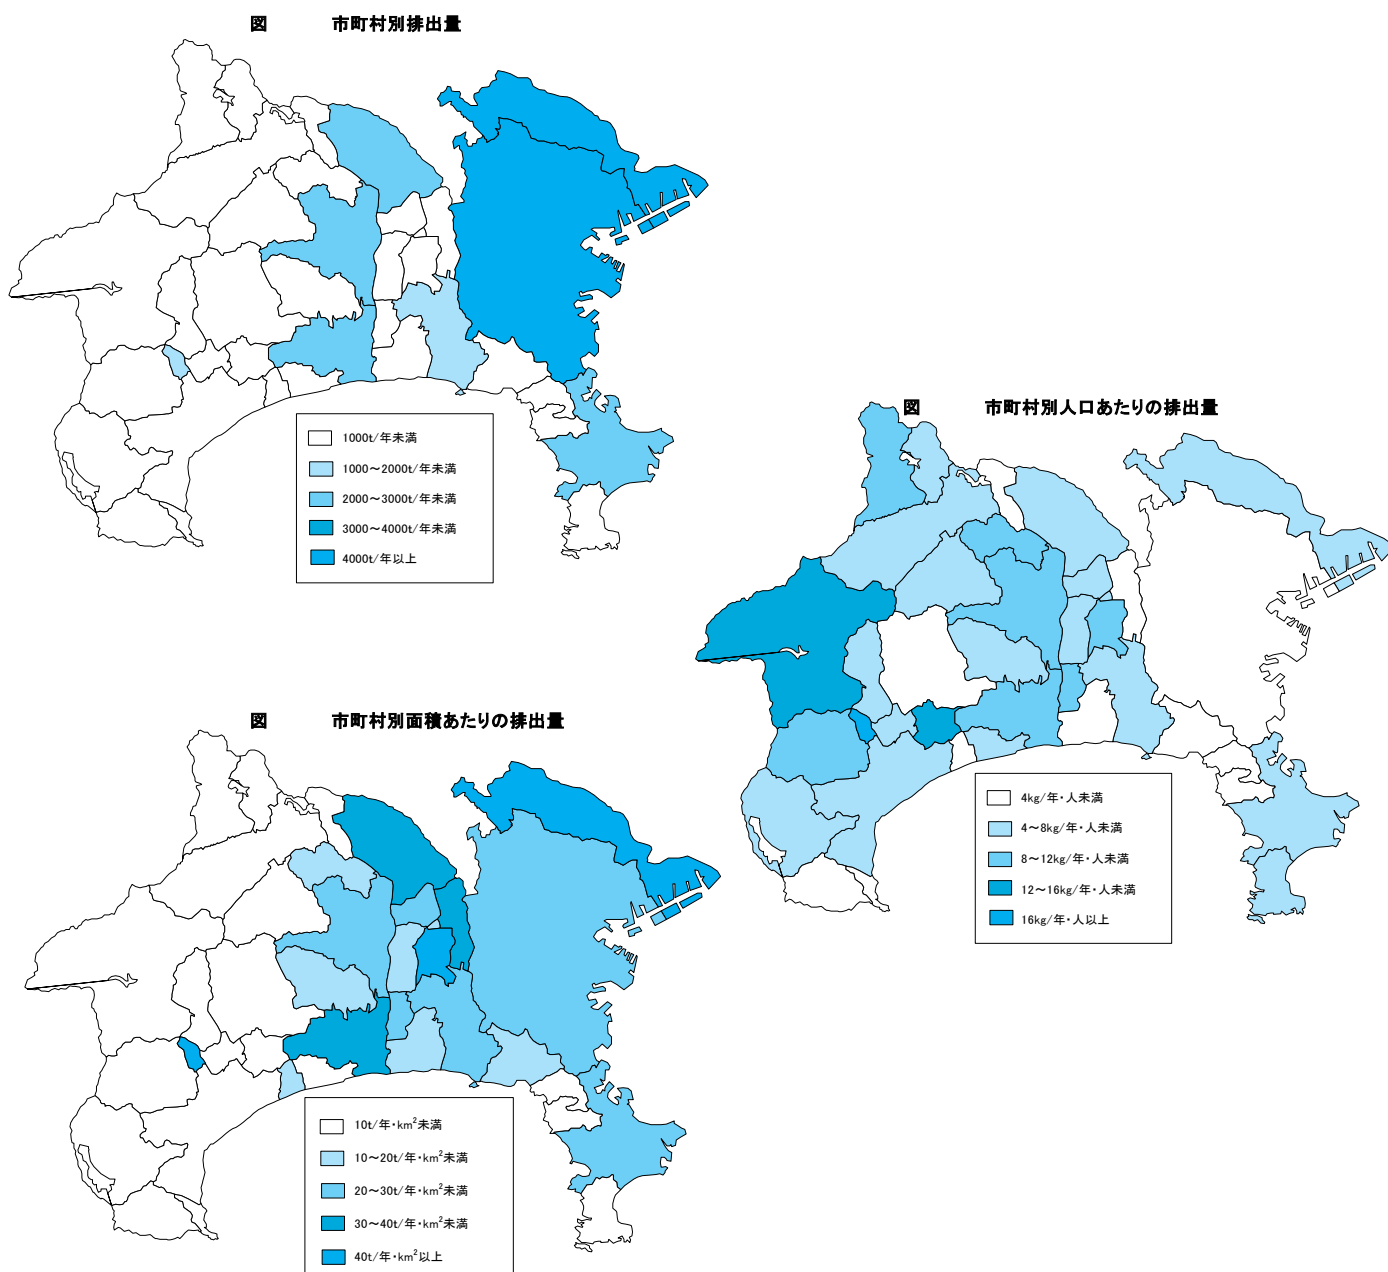 図 市町村別排出量
1000t/年未満
1000～2000t/年未満
2000～3000t/年未満
3000～4000t/年未満
4000t/年以上
図 市町村別人口あたりの排出量
4kg/年・人未満
4～8kg/年・人未満
8～12kg/年・人未満
12～16kg/年・人未満
16kg/年・人以上
図 市町村別面積あたりの排出量
10t/年・km²未満
10～20t/年・km²未満
20～30t/年・km²未満
30～40t/年・km²未満
40t/年・km²以上